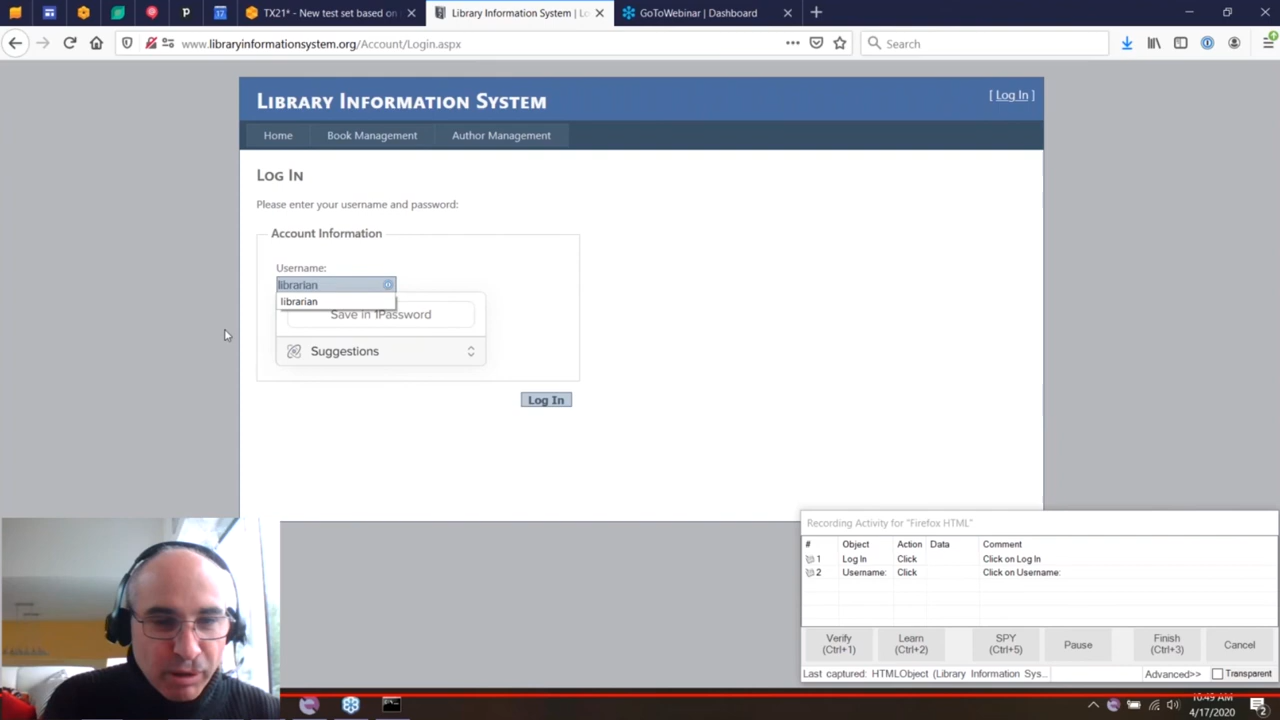 TX21* - New test set based on
Library Information System | Lo
GoToWebinar | Dashboard
www.libraryinformationsystem.org/Account/Login.aspx
Search
LIBRARY INFORMATION SYSTEM
[ Log In ]
Home
Book Management
Author Management
LOG IN
Please enter your username and password:
Account Information
Username:
librarian
librarian
Save in 1Password
Suggestions
Log In
Recording Activity for "Firefox HTML"
# Object Action Data Comment
1 Log In Click Click on Log In
2 Username: Click Click on Username:
Verify (Ctrl+1)
Learn (Ctrl+2)
SPY (Ctrl+5)
Pause
Finish (Ctrl+3)
Cancel
Last captured: HTMLObject (Library Information Sys...
Advanced>>
Transparent
10:49 AM
4/17/2020
2